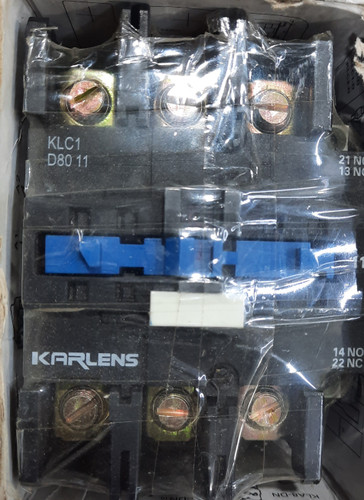 KLC1
D80 11
21 NC
13 NO
KARLENS
14 NO
22 NC